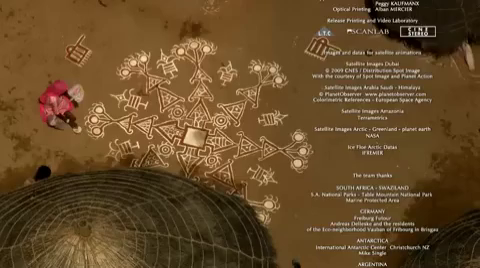 Peggy KAUFMANX
Optical Printing Alban MERCIER
Release Printing and Video Laboratory
L.T.C. SCANLAB CINE STEREO
Images and datas for satellite animations
Satellite Images Dubai
© 2009 CNES / Distribution Spot Image
With the courtesy of Spot Image and Planet Action
Satellite Images Arabia Saudi - Himalaya
© PlanetObserver www.planetobserver.com
Colorimetric References - European Space Agency
Satellite Images Amazonia
Terrametrics
Satellite Images Arctic - Greenland - planet earth
NASA
Ice Floe Arctic Datas
IFREMER
The team thanks
SOUTH AFRICA - SWAZILAND
S.A. National Parks - Table Mountain National Park
Marine Protected Area
GERMANY
Freiburg Futour
Andreas Delleske and the residents
of the Eco-neighborhood Vauban of Fribourg in Brisgau
ANTARCTICA
International Antarctic Center Christchurch NZ
Mike Single
ARGENTINA